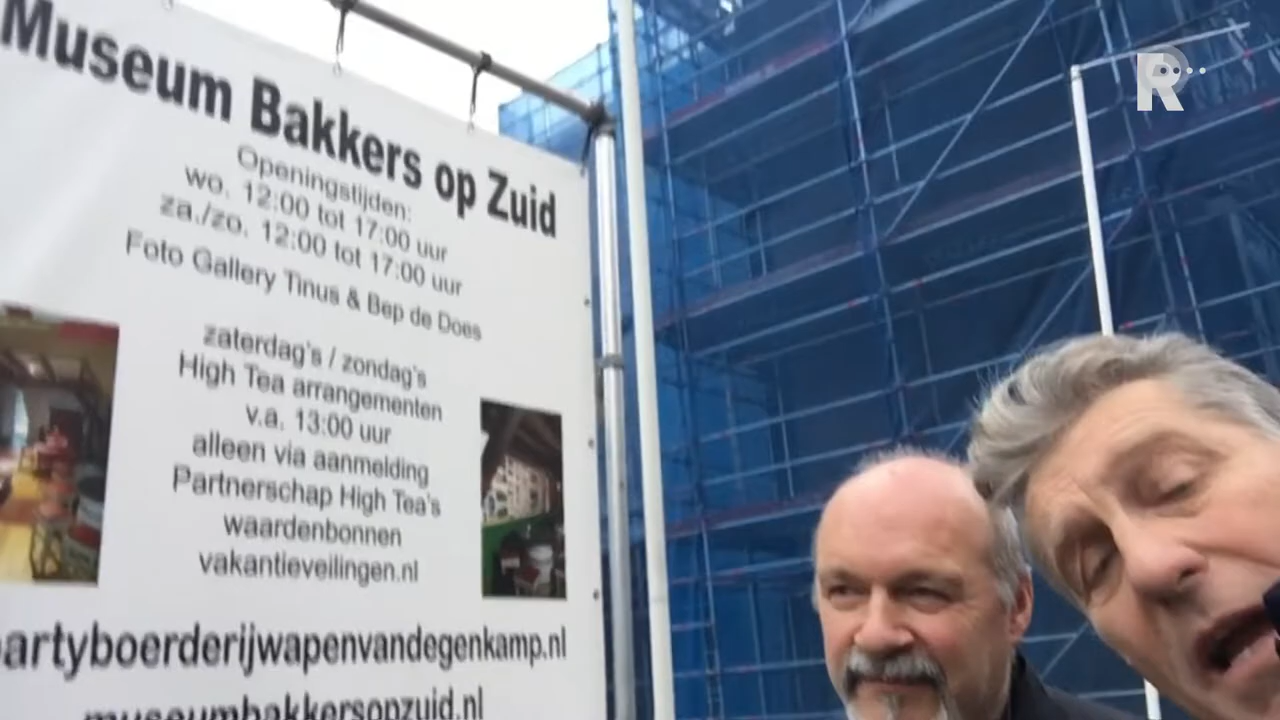 Museum Bakkers op Zuid
Openingstijden:
wo. 12:00 tot 17:00 uur
za./zo. 12:00 tot 17:00 uur
Foto Gallery Tinus & Bep de Does
zaterdag's / zondag's
High Tea arrangementen
v.a. 13:00 uur
alleen via aanmelding
Partnerschap High Tea's
waardenbonnen
vakantieveilingen.nl
partyboerderijwapenvandegenkamp.nl
museumbakkersopzuid.nl
R